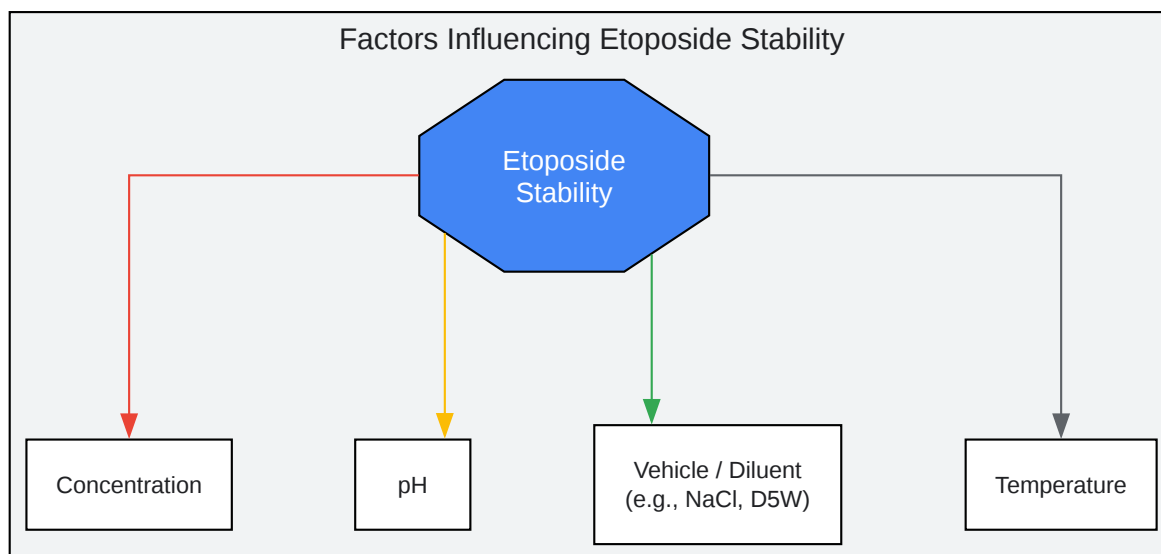 Factors Influencing Etoposide Stability
Etoposide
Stability
Concentration
pH
Vehicle / Diluent
(e.g., NaCl, D5W)
Temperature